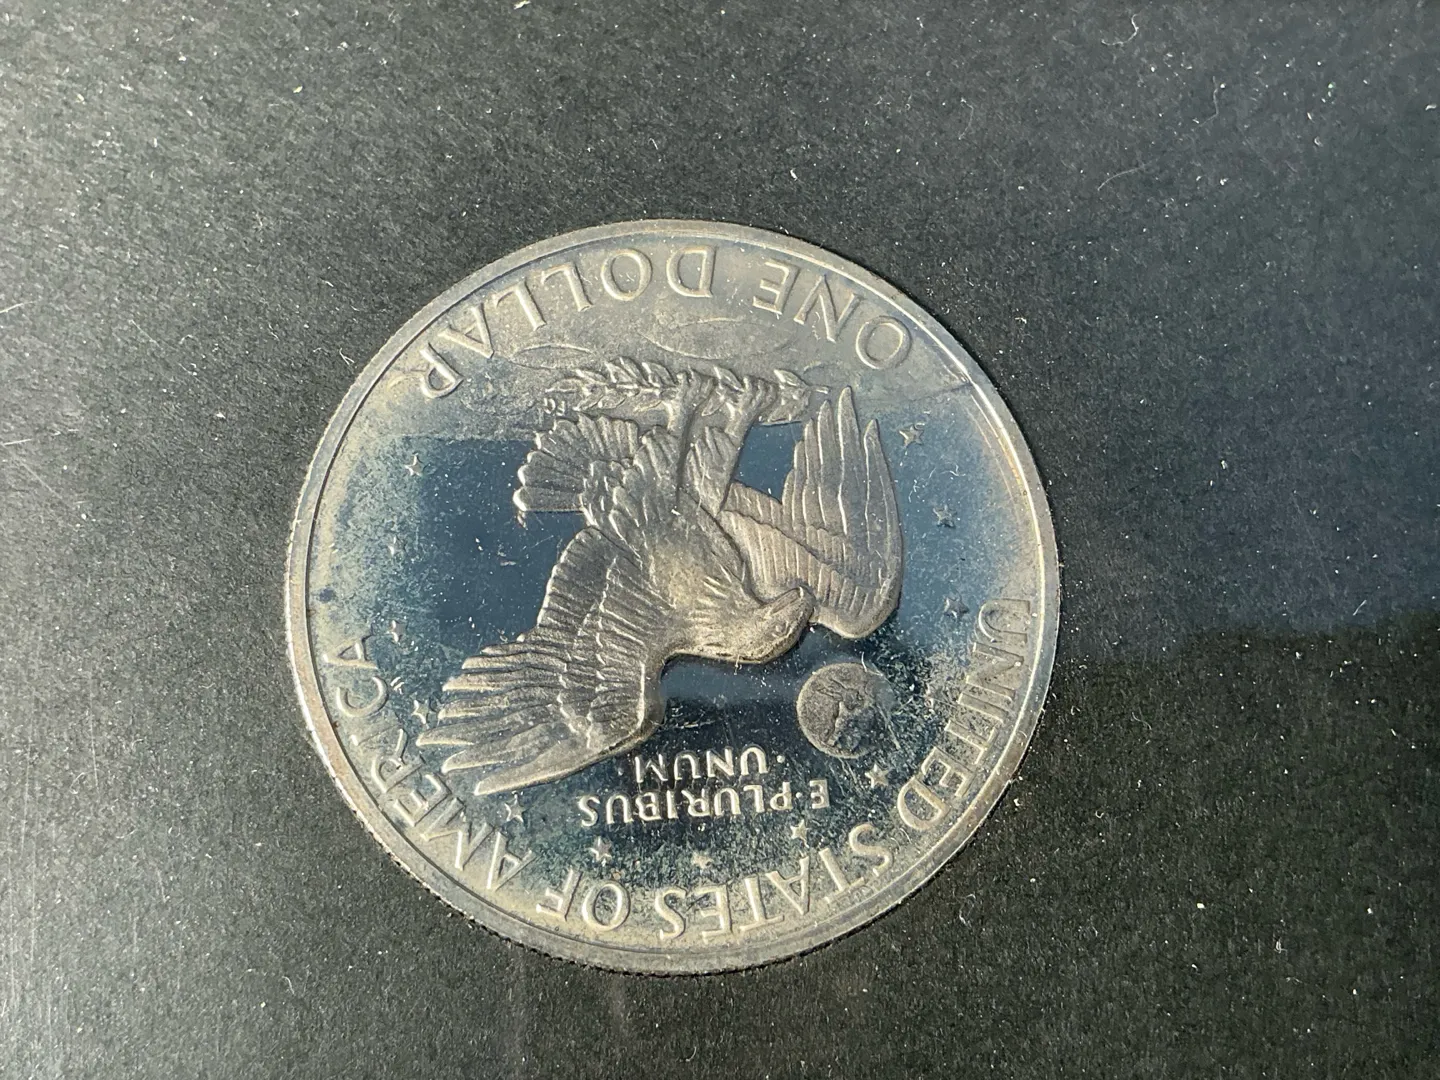 UNITED STATES OF AMERICA
E·PLURIBUS
·UNUM·
ONE DOLLAR